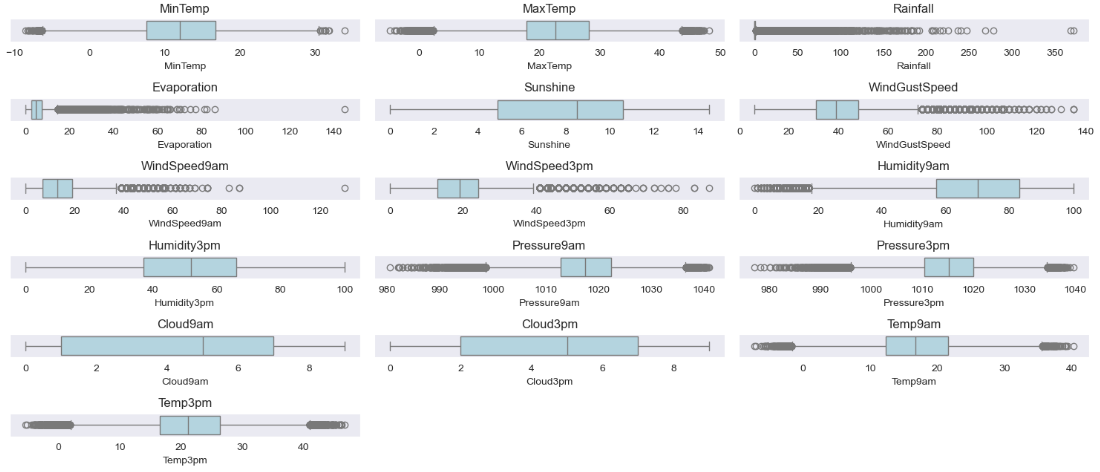 MinTemp
MaxTemp
Rainfall
−10 0 10 20 30
0 10 20 30 40 50
0 50 100 150 200 250 300 350
MinTemp
MaxTemp
Rainfall
Evaporation
Sunshine
WindGustSpeed
0 20 40 60 80 100 120 140
0 2 4 6 8 10 12 14
0 20 40 60 80 100 120 140
Evaporation
Sunshine
WindGustSpeed
WindSpeed9am
WindSpeed3pm
Humidity9am
0 20 40 60 80 100 120
0 20 40 60 80
0 20 40 60 80 100
WindSpeed9am
WindSpeed3pm
Humidity9am
Humidity3pm
Pressure9am
Pressure3pm
0 20 40 60 80 100
980 990 1000 1010 1020 1030 1040
980 990 1000 1010 1020 1030 1040
Humidity3pm
Pressure9am
Pressure3pm
Cloud9am
Cloud3pm
Temp9am
0 2 4 6 8
0 2 4 6 8
0 10 20 30 40
Cloud9am
Cloud3pm
Temp9am
Temp3pm
0 10 20 30 40
Temp3pm